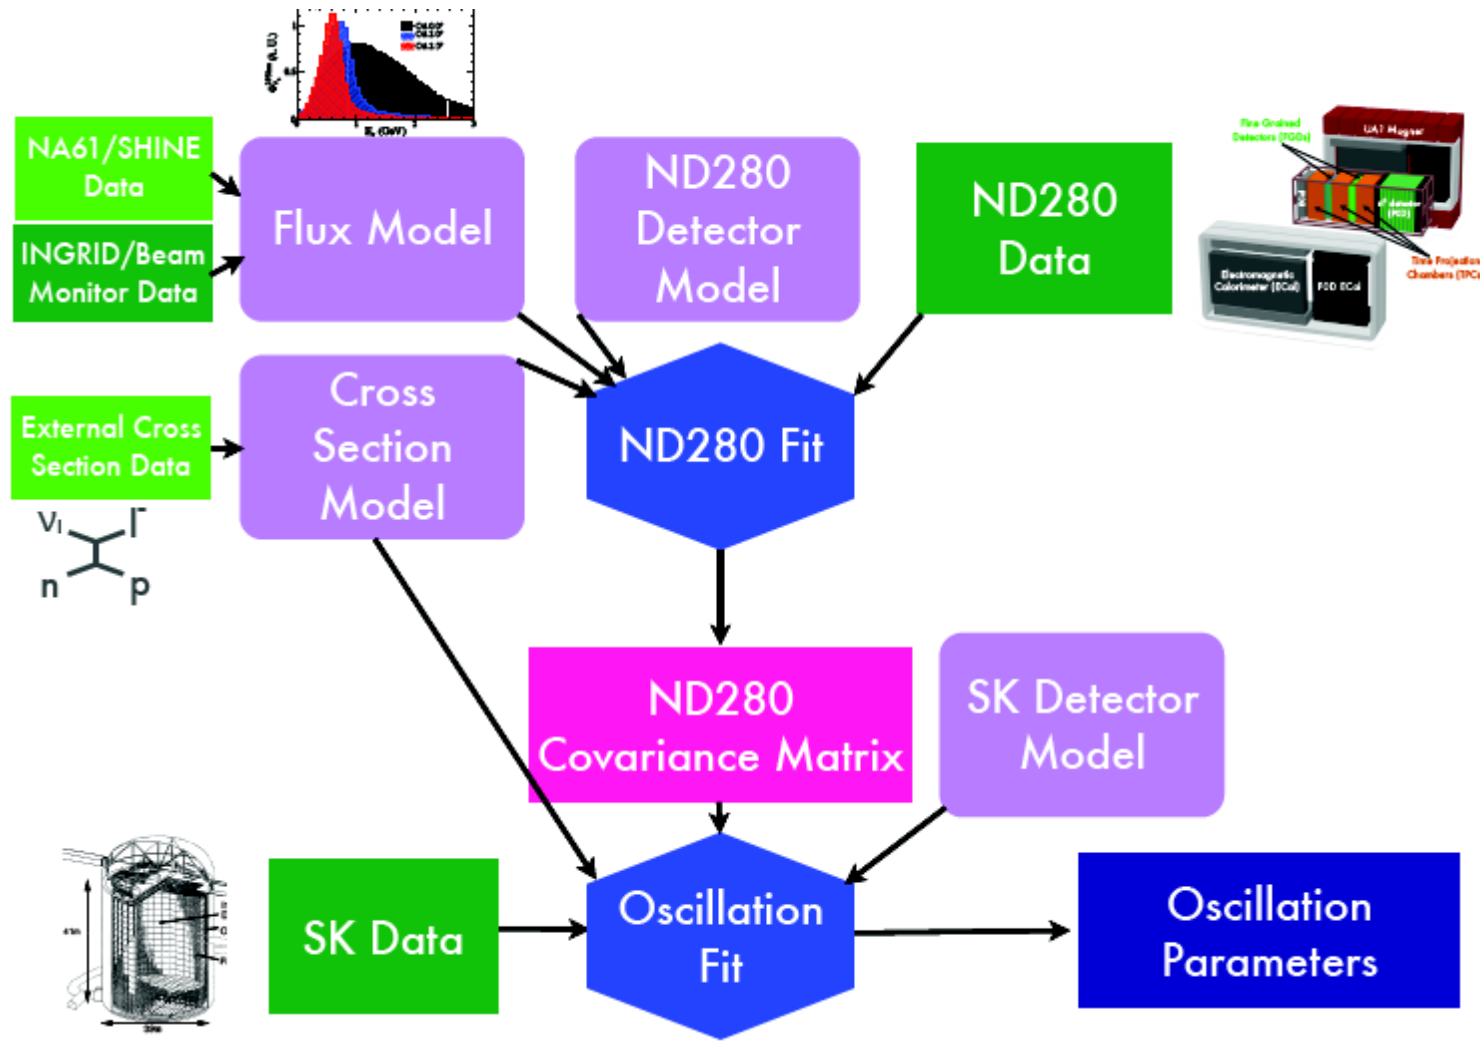 NA61/SHINE
Data
INGRID/Beam
Monitor Data
Flux Model
ND280
Detector
Model
ND280
Data
Fine Grained
Detectors (FGDs)
UA1 Magnet
Time Projection
Electromagnetic
Calorimeter (ECal)
P0D ECal
External Cross
Section Data
Cross
Section
Model
ND280 Fit
νl
l-
n
p
ND280
Covariance Matrix
SK Detector
Model
SK Data
Oscillation
Fit
Oscillation
Parameters